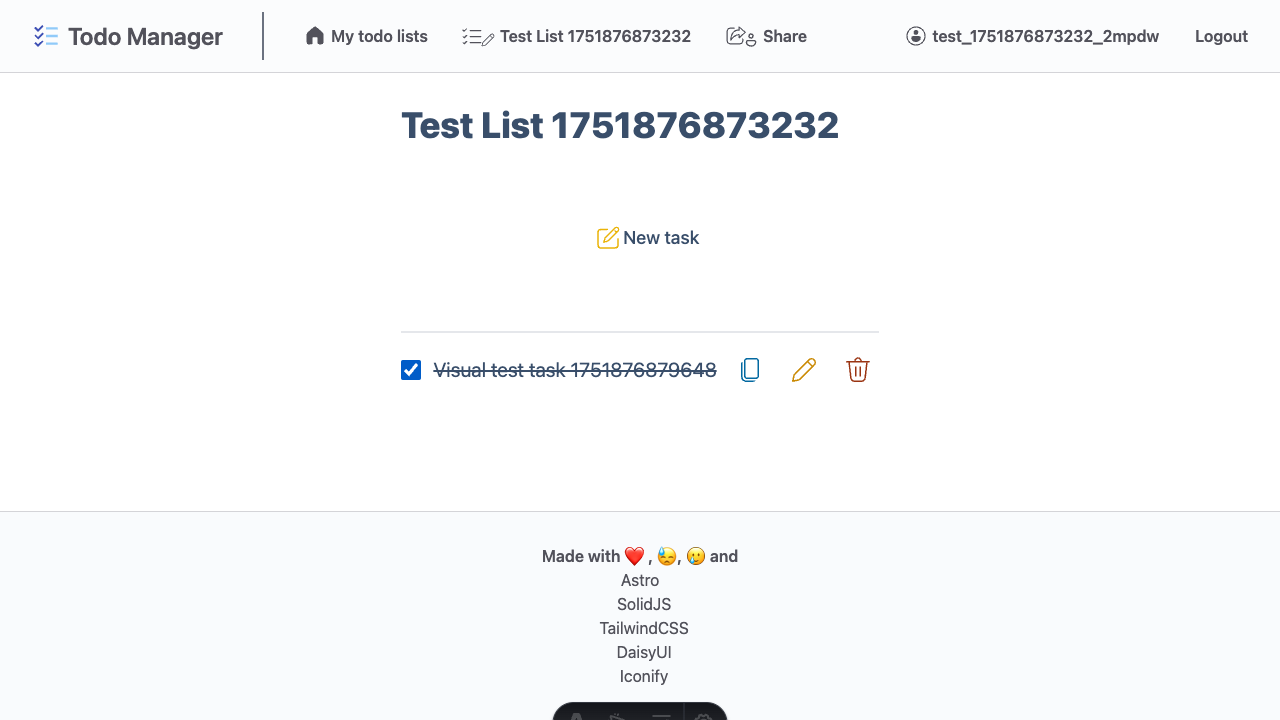 Todo Manager
My todo lists
Test List 1751876873232
Share
test_1751876873232_2mpdw
Logout
Test List 1751876873232
New task
Visual test task 1751876879648
Made with ❤️ , 😓, 🥲 and
Astro
SolidJS
TailwindCSS
DaisyUI
Iconify